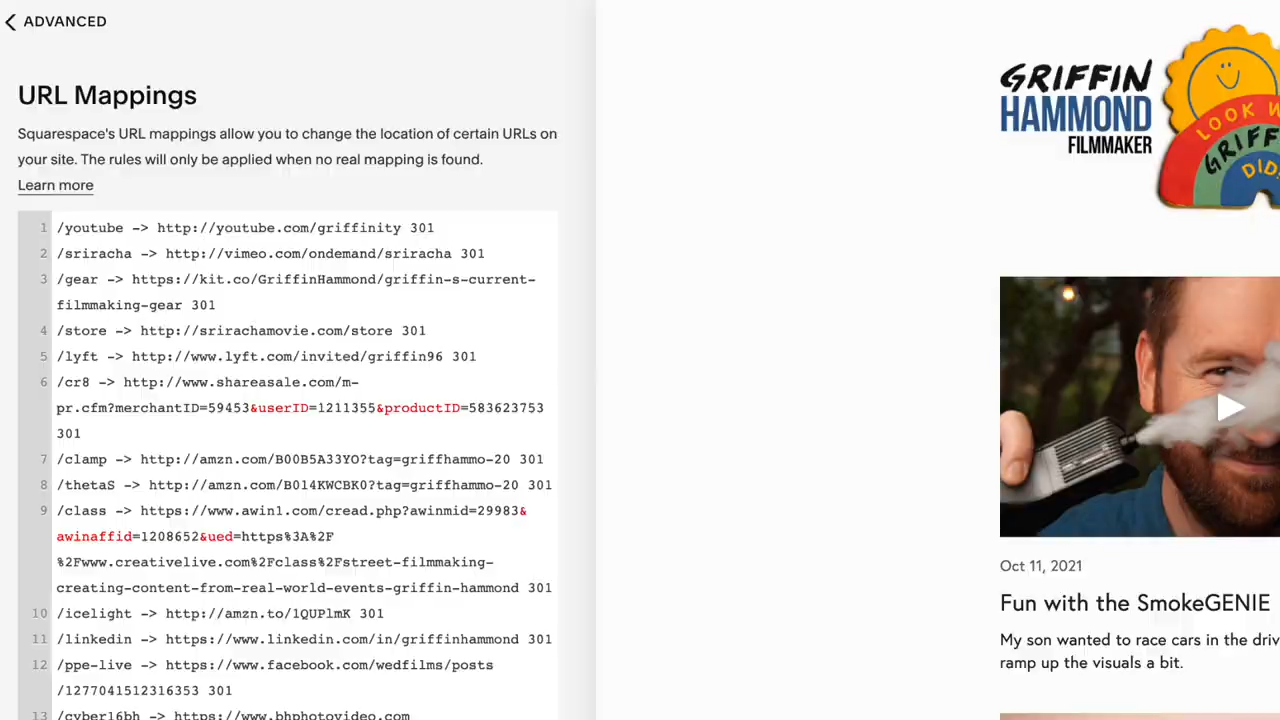 ADVANCED
URL Mappings
Squarespace's URL mappings allow you to change the location of certain URLs on
your site. The rules will only be applied when no real mapping is found.
Learn more
1 /youtube -> http://youtube.com/griffinity 301
2 /sriracha -> http://vimeo.com/ondemand/sriracha 301
3 /gear -> https://kit.co/GriffinHammond/griffin-s-current-
filmmaking-gear 301
4 /store -> http://srirachamovie.com/store 301
5 /lyft -> http://www.lyft.com/invited/griffin96 301
6 /cr8 -> http://www.shareasale.com/m-
pr.cfm?merchantID=59453&userID=1211355&productID=583623753
301
7 /clamp -> http://amzn.com/B00B5A33YO?tag=griffhammo-20 301
8 /thetaS -> http://amzn.com/B014KWCBK0?tag=griffhammo-20 301
9 /class -> https://www.awin1.com/cread.php?awinmid=29983&
awinaffid=1208652&ued=https%3A%2F
%2Fwww.creativelive.com%2Fclass%2Fstreet-filmmaking-
creating-content-from-real-world-events-griffin-hammond 301
10 /icelight -> http://amzn.to/1QUPlmK 301
11 /linkedin -> https://www.linkedin.com/in/griffinhammond 301
12 /ppe-live -> https://www.facebook.com/wedfilms/posts
/1277041512316353 301
13 /cyber16bh -> https://www.bhphotovideo.com
GRIFFIN
HAMMOND
FILMMAKER
LOOK W
GRIFF
DID!
Oct 11, 2021
Fun with the SmokeGENIE
My son wanted to race cars in the driv
ramp up the visuals a bit.